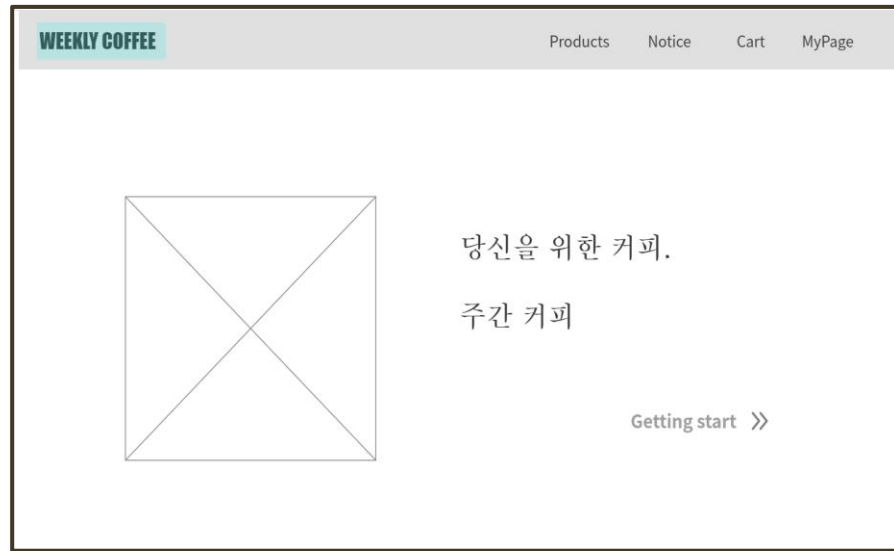 WEEKLY COFFEE
Products Notice Cart MyPage
당신을 위한 커피.
주간 커피
Getting start